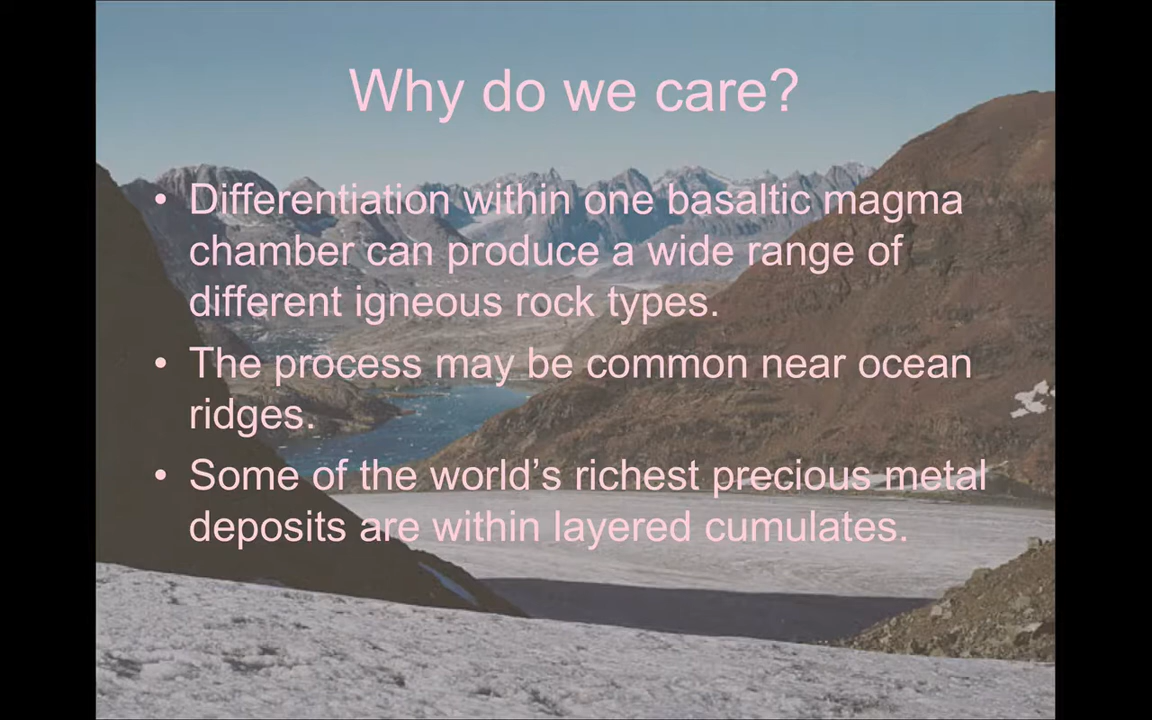 Why do we care?
• Differentiation within one basaltic magma
chamber can produce a wide range of
different igneous rock types.
• The process may be common near ocean
ridges.
• Some of the world’s richest precious metal
deposits are within layered cumulates.